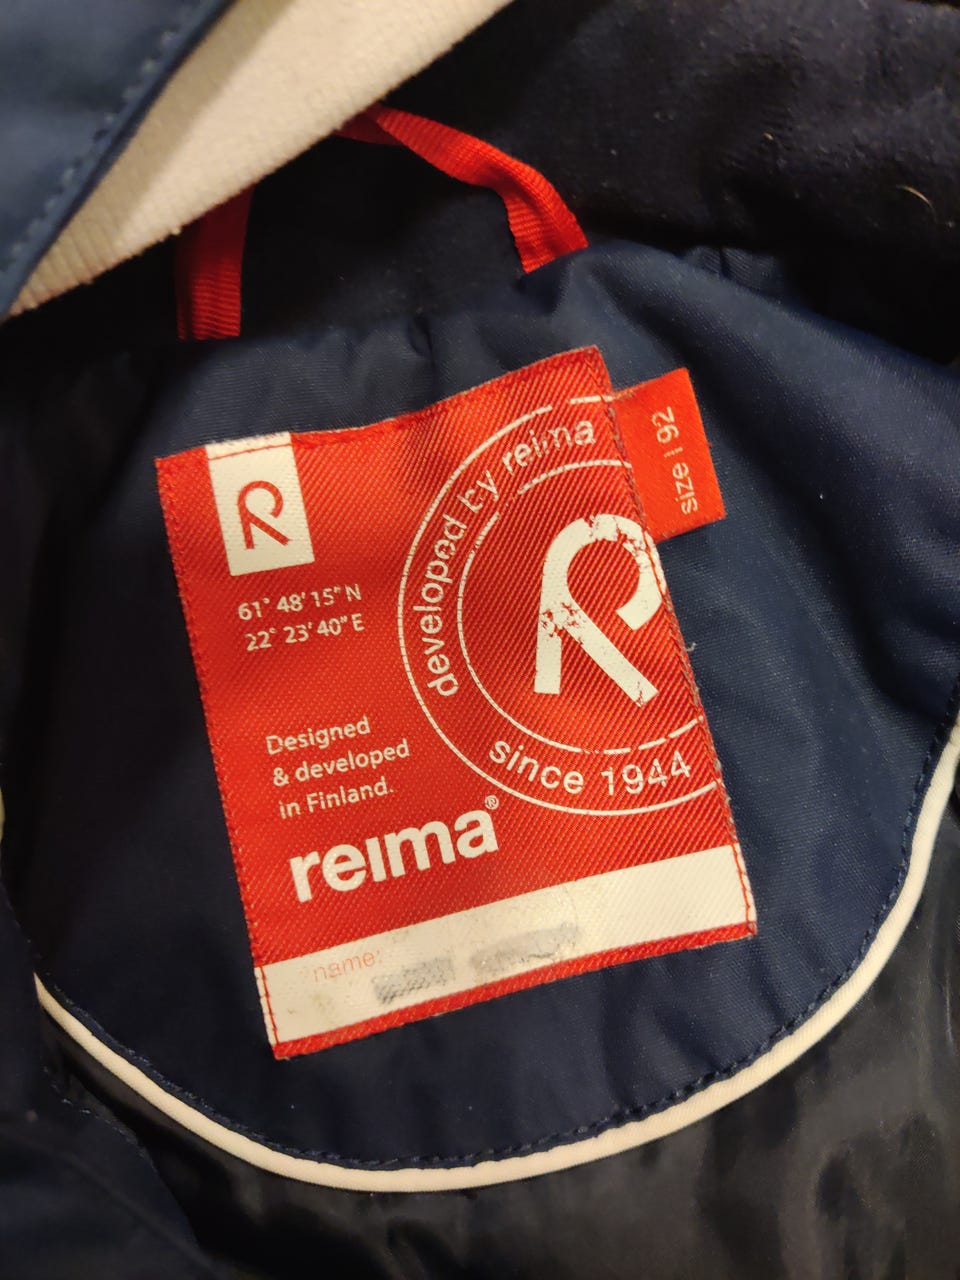 developed by reima
size 92
61° 48' 15" N
22° 23' 40" E
Designed
& developed
in Finland.
since 1944
reima®
name: